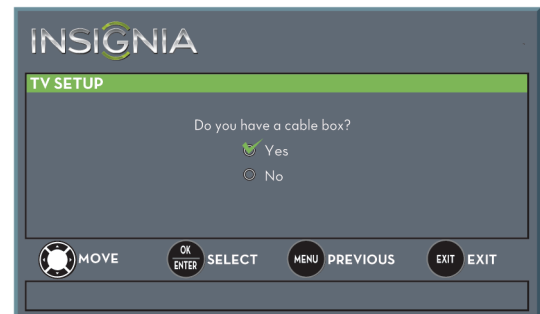 INSIGNIA
TV SETUP
Do you have a cable box?
Yes
No
MOVE OK ENTER SELECT MENU PREVIOUS EXIT EXIT